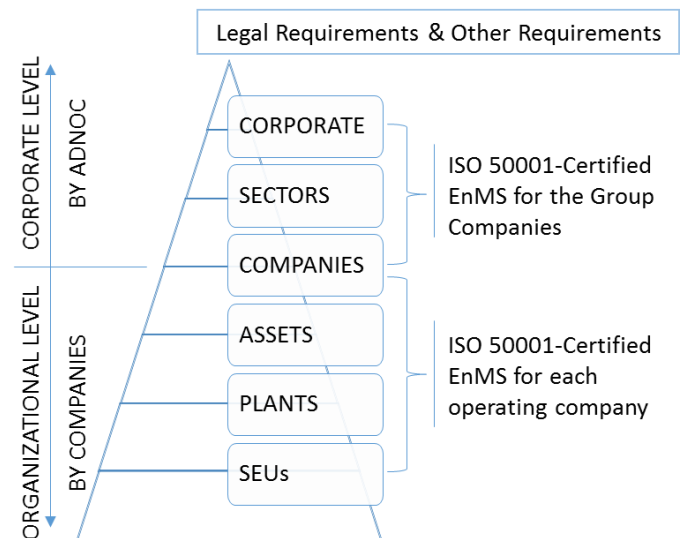 Legal Requirements & Other Requirements
CORPORATE LEVEL
BY ADNOC
CORPORATE
SECTORS
COMPANIES
ISO 50001-Certified
EnMS for the Group
Companies
ORGANIZATIONAL LEVEL
BY COMPANIES
ASSETS
PLANTS
SEUs
ISO 50001-Certified
EnMS for each
operating company